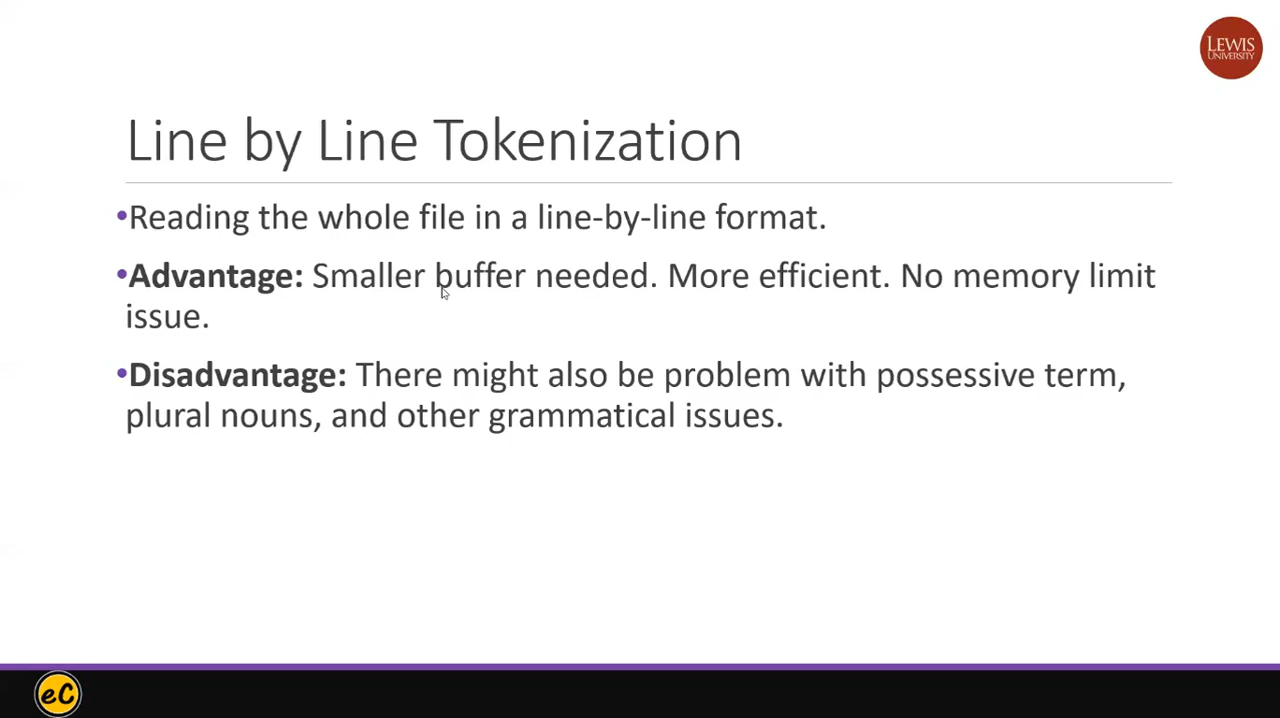 LEWIS
UNIVERSITY
Line by Line Tokenization
•Reading the whole file in a line-by-line format.
•Advantage: Smaller buffer needed. More efficient. No memory limit
issue.
•Disadvantage: There might also be problem with possessive term,
plural nouns, and other grammatical issues.
eC